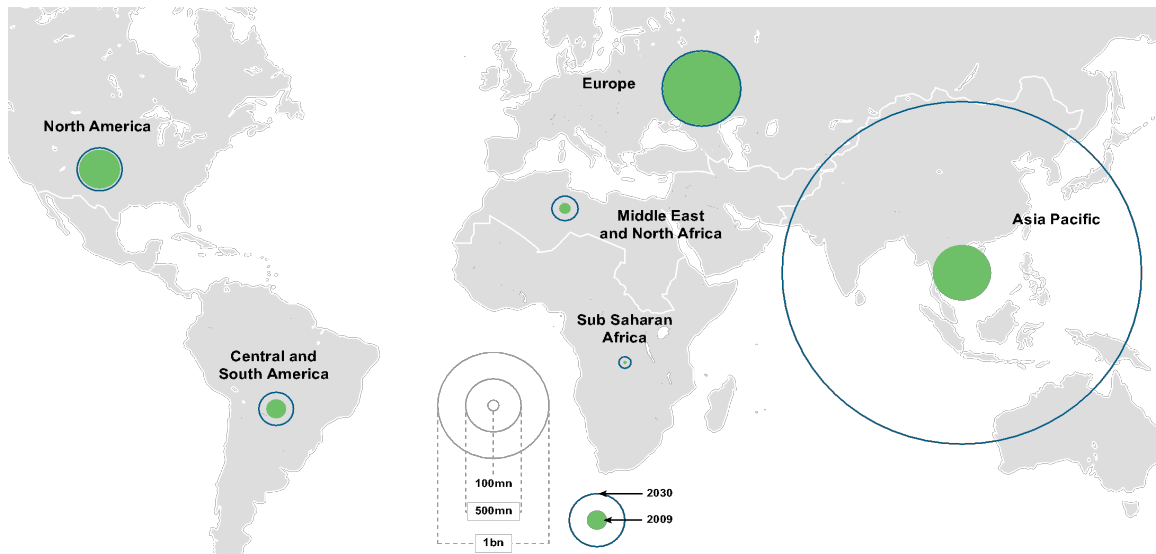 Europe
North America
Asia Pacific
Middle East
and North Africa
Sub Saharan
Africa
Central and
South America
100mn
500mn
1bn
2030
2009